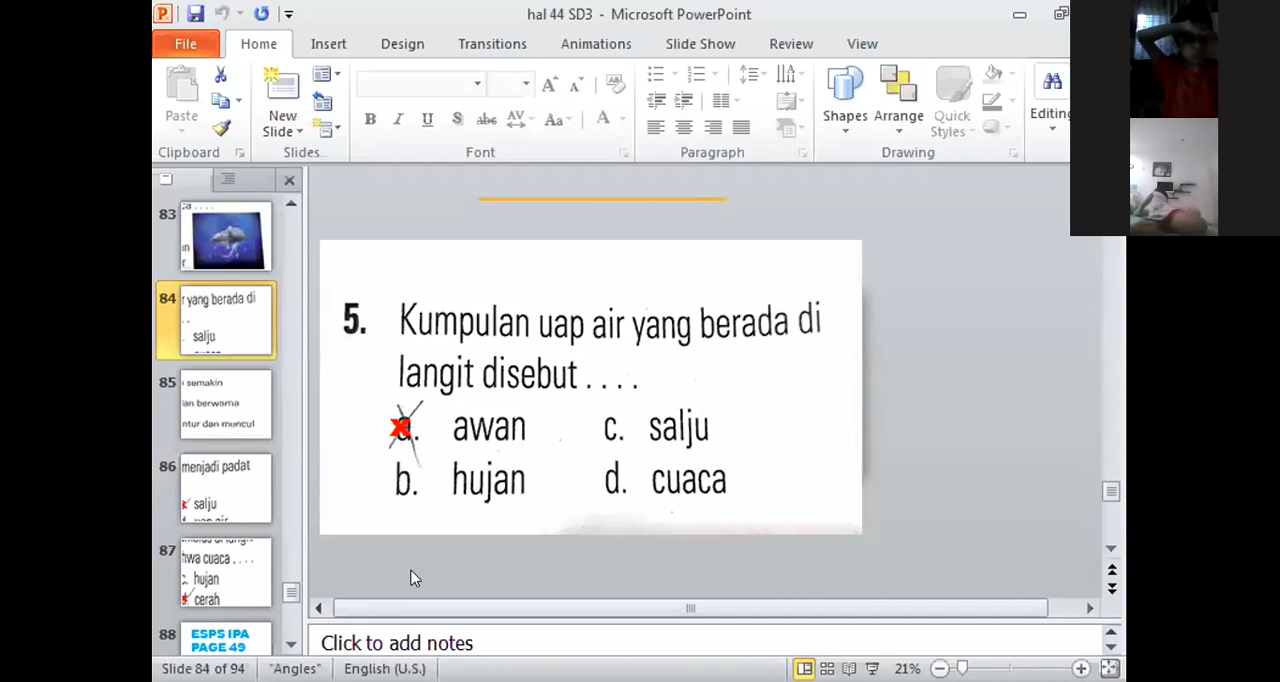 hal 44 SD3 - Microsoft PowerPoint
File Home Insert Design Transitions Animations Slide Show Review View
Paste
New
Slide
Shapes Arrange Quick
Styles
Editing
Clipboard Slides Font Paragraph Drawing
83
84
r yang berada di
salju
85
semakin
an berwarna
ntur dan muncul
86
menjadi padat
salju
87
hwa cuaca . . . .
hujan
cerah
88
ESPS IPA
PAGE 49
5. Kumpulan uap air yang berada di
langit disebut . . . .
a. awan c. salju
b. hujan d. cuaca
Click to add notes
Slide 84 of 94 "Angles" English (U.S.) 21%